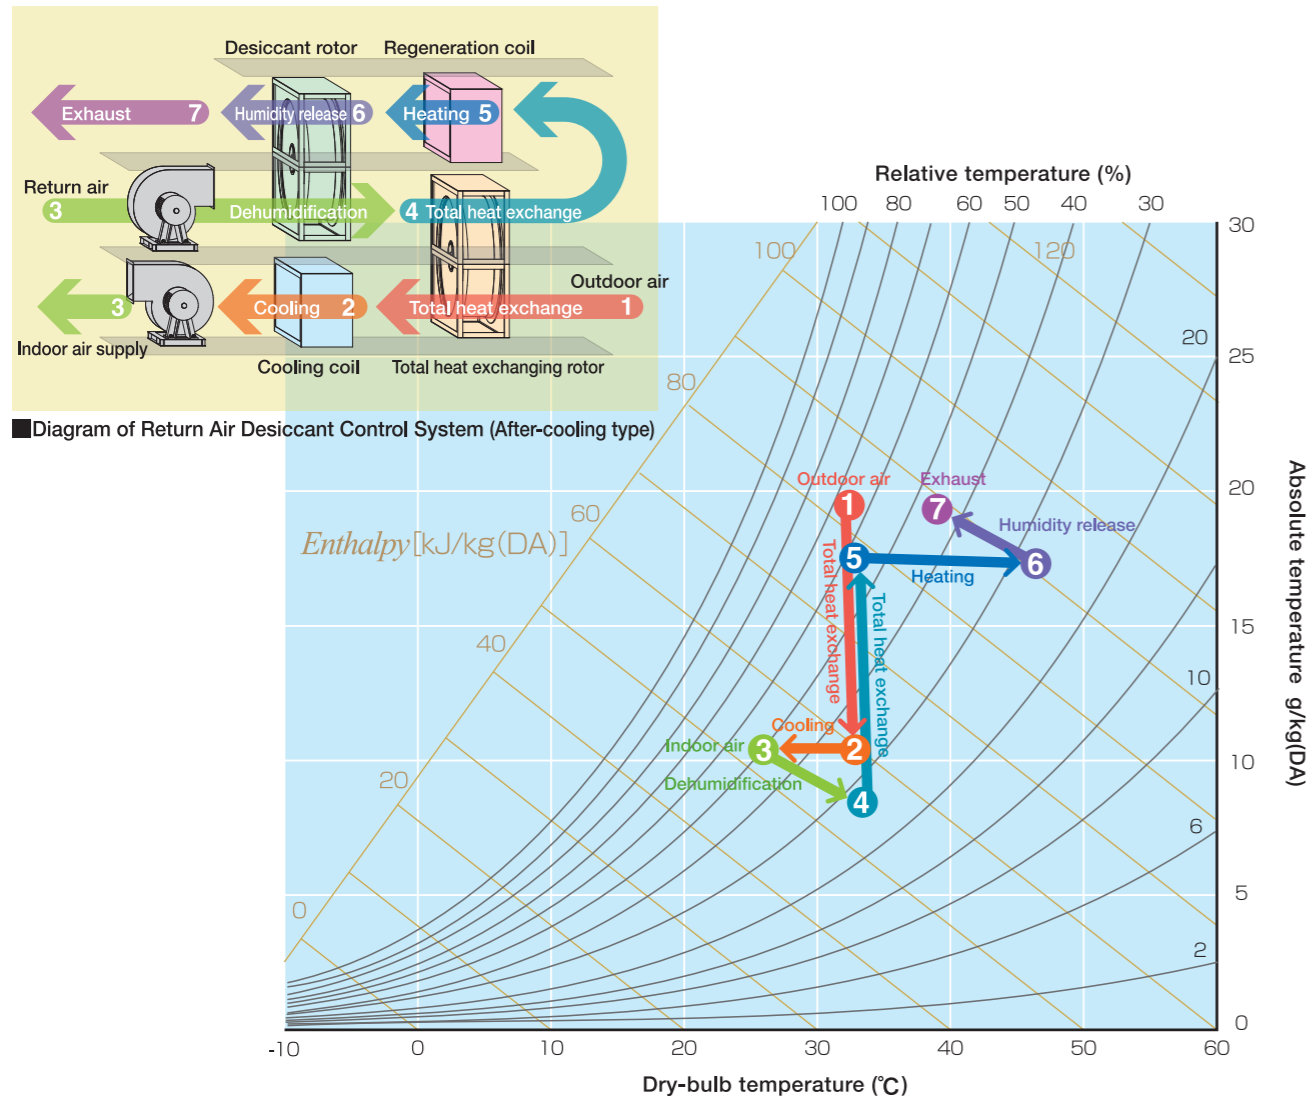 Desiccant rotor
Regeneration coil
Exhaust 7
Humidity release 6
Heating 5
Return air
3
Dehumidification
4 Total heat exchange
Outdoor air
3
Cooling 2
Total heat exchange 1
Indoor air supply
Cooling coil
Total heat exchanging rotor
■Diagram of Return Air Desiccant Control System (After-cooling type)
Relative temperature (%)
100 80 60 50 40 30
20
10
6
2
Enthalpy [kJ/kg(DA)]
0
20
40
60
80
100
120
Outdoor air
1
Exhaust
7
Humidity release
5
6
Heating
Total heat exchange
Total heat exchange
Cooling
Indoor air
3
2
Dehumidification
4
30
25
20
15
10
5
0
Absolute temperature g/kg(DA)
-10 0 10 20 30 40 50 60
Dry-bulb temperature (℃)